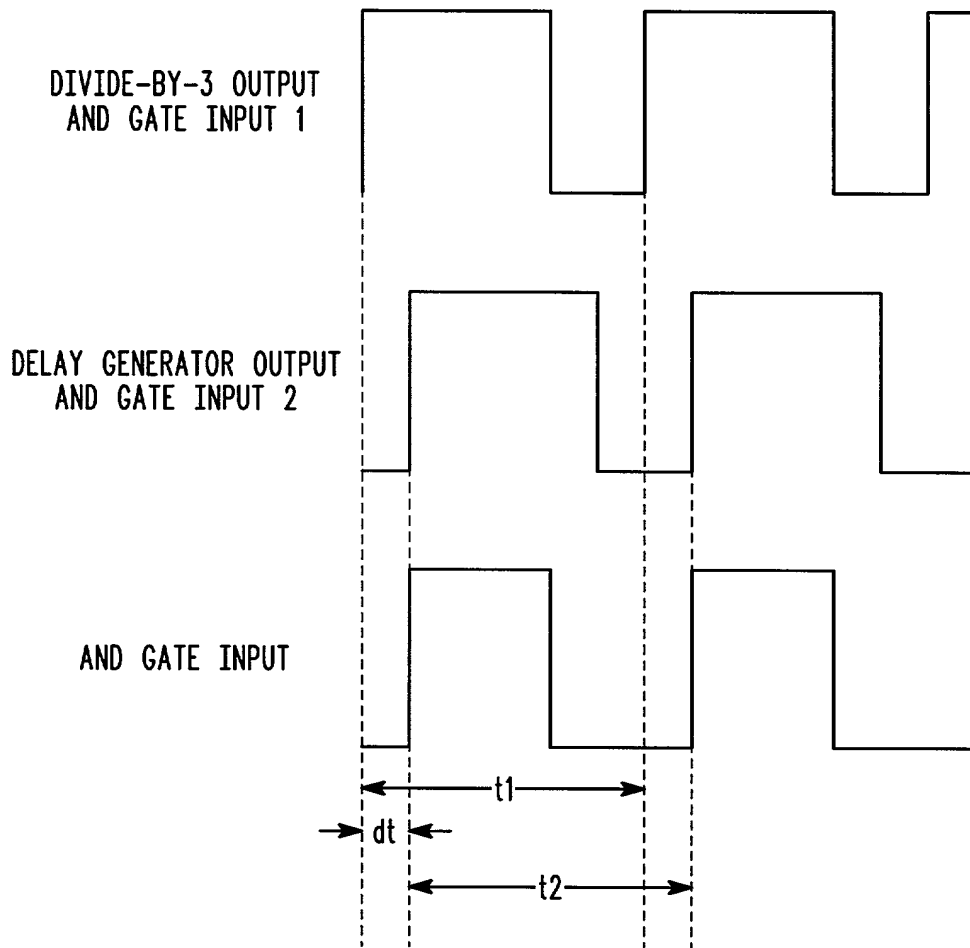 DIVIDE-BY-3 OUTPUT
AND GATE INPUT 1
DELAY GENERATOR OUTPUT
AND GATE INPUT 2
AND GATE INPUT
t1
dt
t2